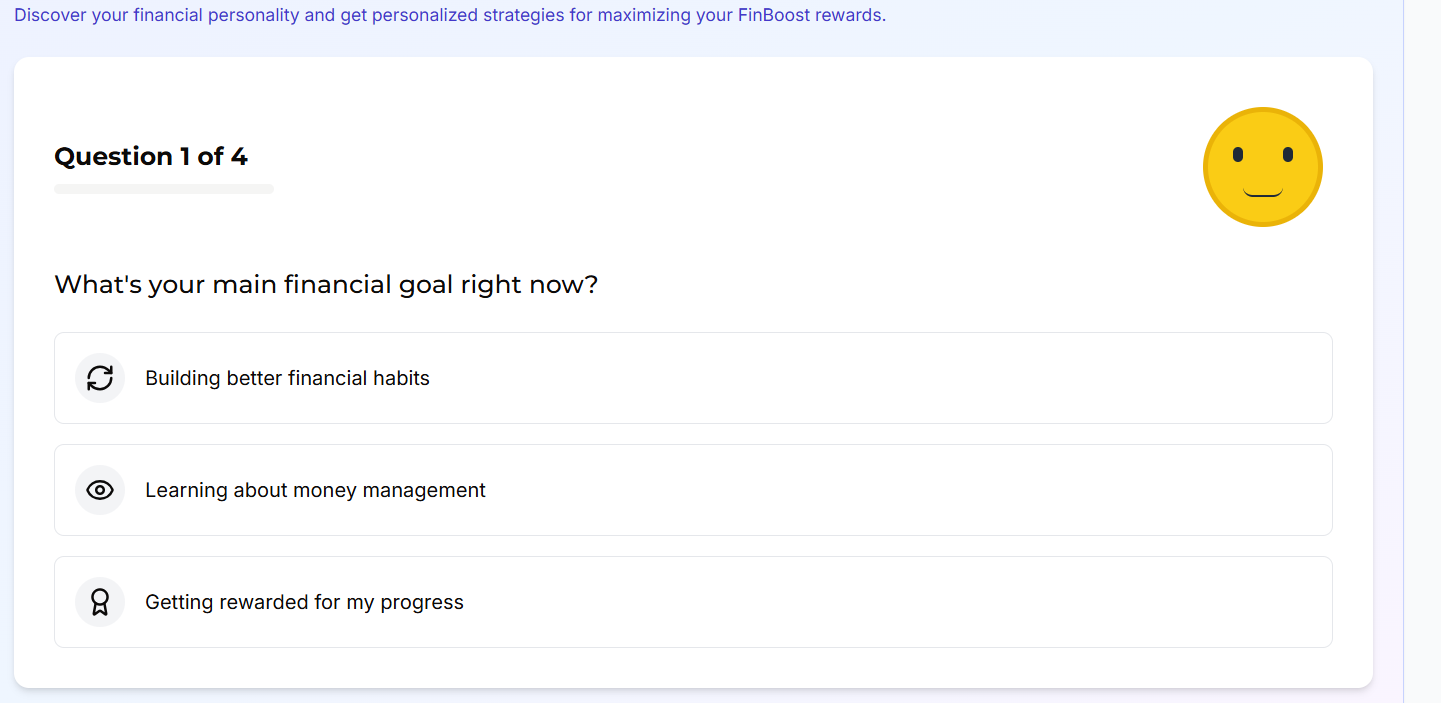 Discover your financial personality and get personalized strategies for maximizing your FinBoost rewards.
Question 1 of 4
What's your main financial goal right now?
Building better financial habits
Learning about money management
Getting rewarded for my progress